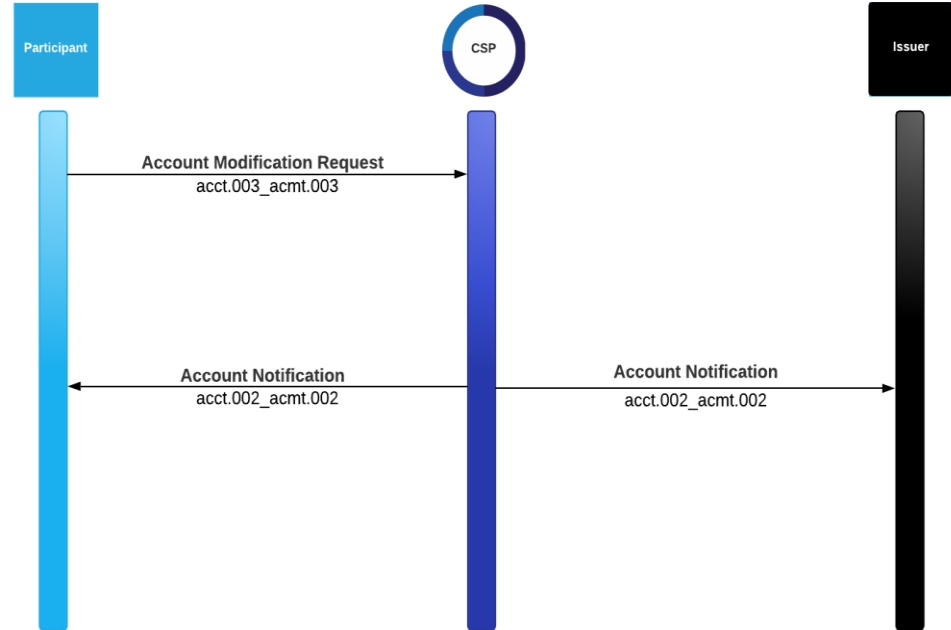 Participant
CSP
Issuer
Account Modification Request
acct.003_acmt.003
Account Notification
acct.002_acmt.002
Account Notification
acct.002_acmt.002